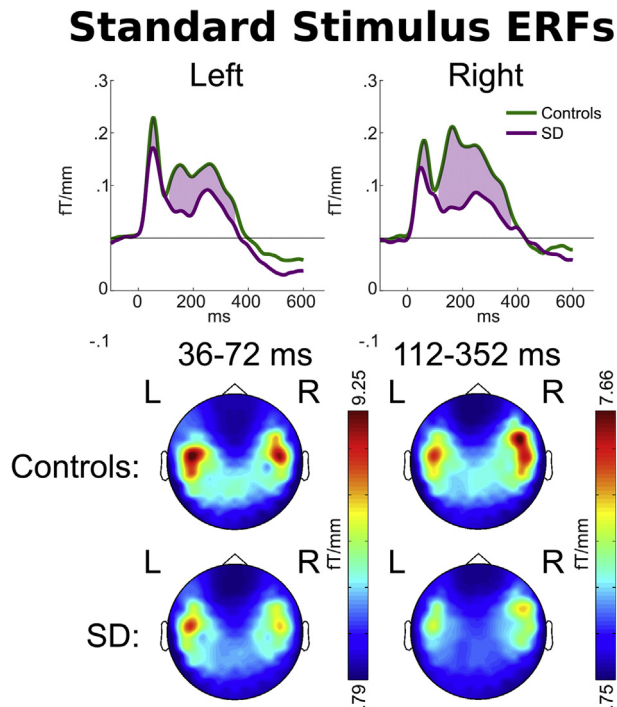 Standard Stimulus ERFs
Left
Right
.3
.2
.1
0
-.1
fT/mm
0 200 400 600
ms
.3
.2
.1
0
fT/mm
0 200 400 600
ms
Controls
SD
36-72 ms
112-352 ms
L R
L R
Controls:
9.25
fT/mm
.79
7.66
fT/mm
.75
L R
L R
SD: